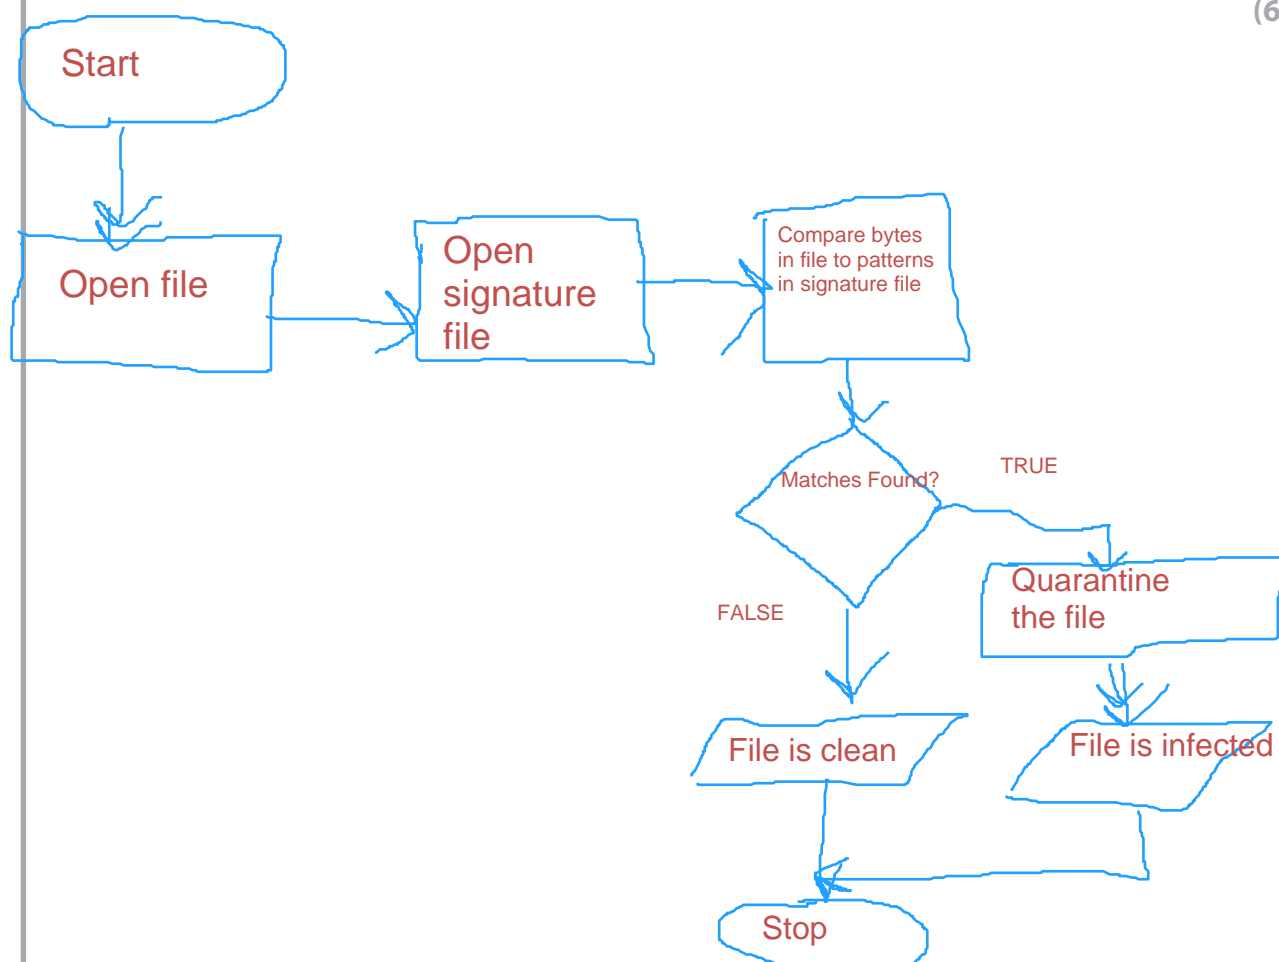 (6
Start
Open file
Open
signature
file
Compare bytes
in file to patterns
in signature file
Matches Found?
TRUE
FALSE
Quarantine
the file
File is clean
File is infected
Stop